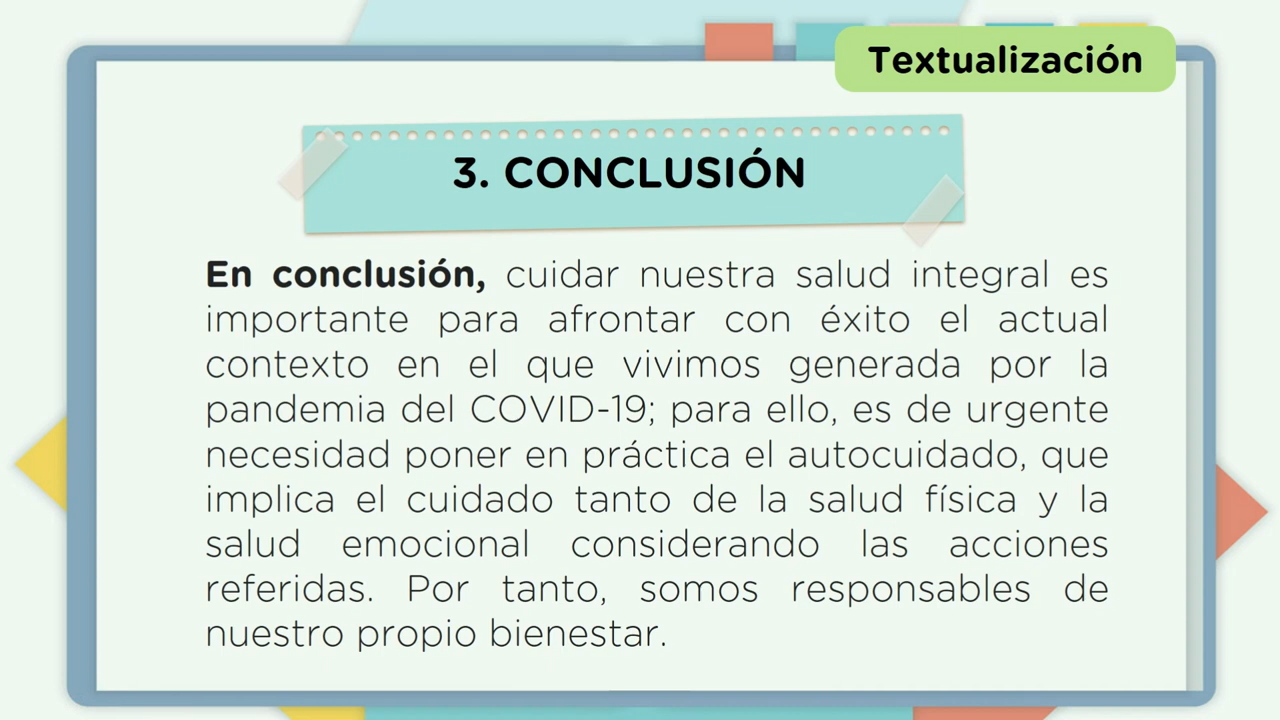 Textualización
3. CONCLUSIÓN
En conclusión, cuidar nuestra salud integral es
importante para afrontar con éxito el actual
contexto en el que vivimos generada por la
pandemia del COVID-19; para ello, es de urgente
necesidad poner en práctica el autocuidado, que
implica el cuidado tanto de la salud física y la
salud emocional considerando las acciones
referidas. Por tanto, somos responsables de
nuestro propio bienestar.